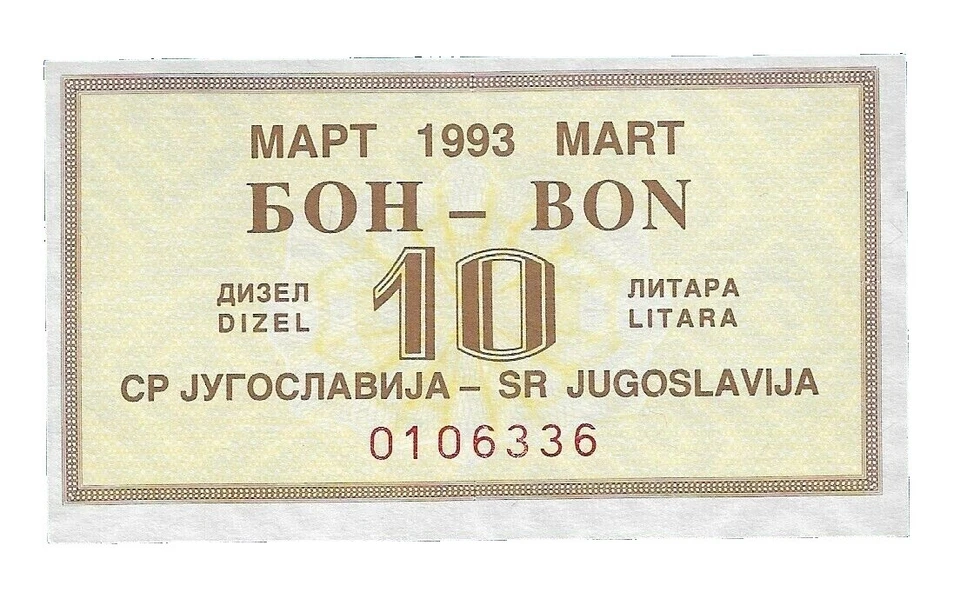 МАРТ 1993 MART
БОН – BON
10
ДИЗЕЛ
DIZEL
ЛИТАРА
LITARA
СР ЈУГОСЛАВИЈА – SR JUGOSLAVIJA
0106336